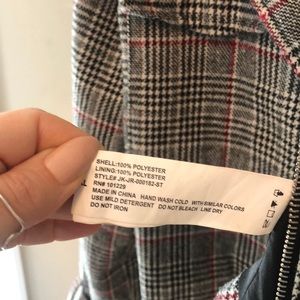 SHELL:100% POLYESTER
LINING:100% POLYESTER
STYLE# JK-JR-000182-ST
RN# 101229
MADE IN CHINA HAND WASH COLD WITH SIMILAR COLORS
USE MILD DETERGENT DO NOT BLEACH LINE DRY
DO NOT IRON